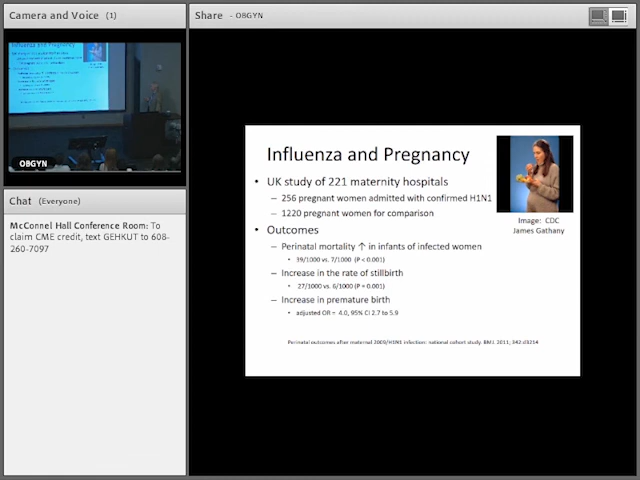 Camera and Voice (1)
OBGYN
Chat (Everyone)
McConnel Hall Conference Room: To
claim CME credit, text GEHKUT to 608-
260-7097
Share - OBGYN
Influenza and Pregnancy
• UK study of 221 maternity hospitals
– 256 pregnant women admitted with confirmed H1N1
– 1220 pregnant women for comparison
• Outcomes
– Perinatal mortality ↑ in infants of infected women
• 39/1000 vs. 7/1000 (P < 0.001)
– Increase in the rate of stillbirth
• 27/1000 vs. 6/1000 (P = 0.001)
– Increase in premature birth
• adjusted OR = 4.0, 95% CI 2.7 to 5.9
Image: CDC
James Gathany
Perinatal outcomes after maternal 2009/H1N1 infection: national cohort study. BMJ. 2011; 342:d3214